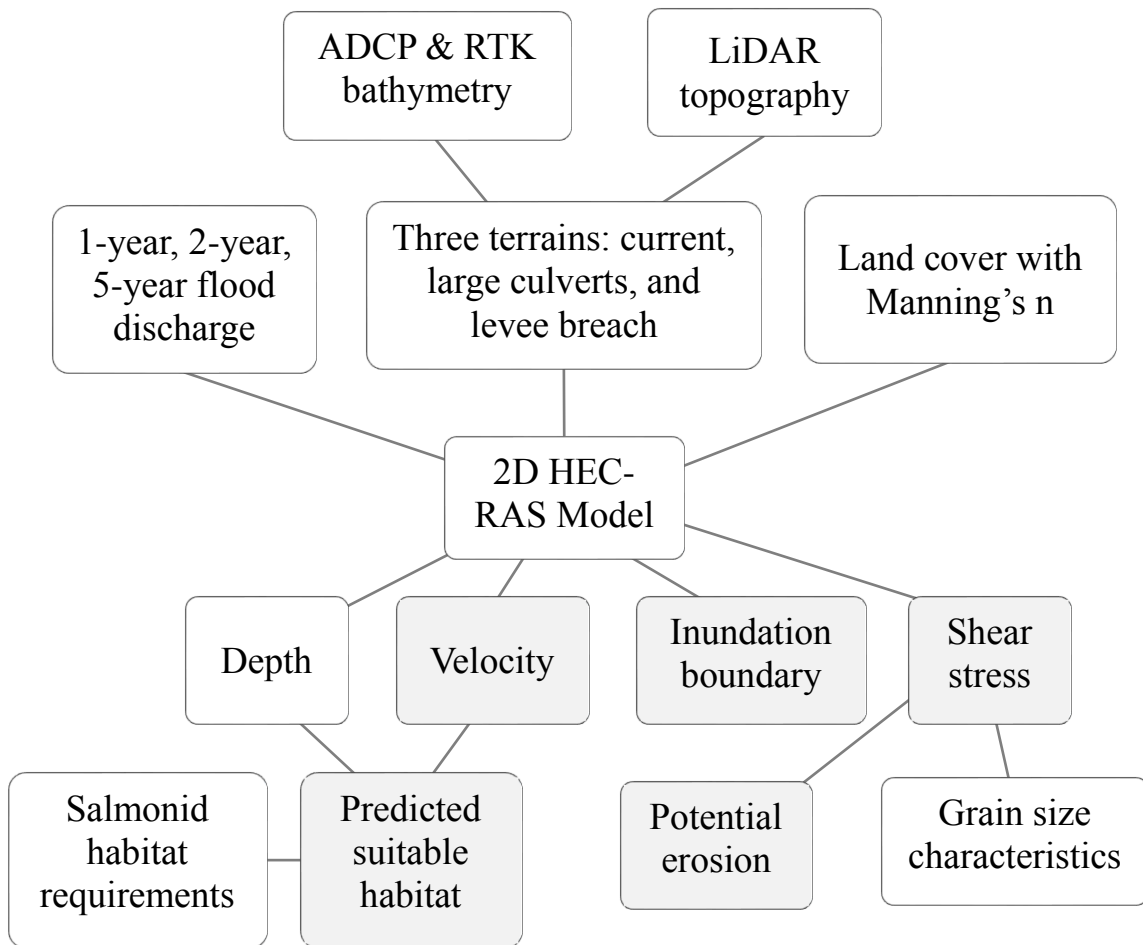 ADCP & RTK
bathymetry
LiDAR
topography
1-year, 2-year,
5-year flood
discharge
Three terrains: current,
large culverts, and
levee breach
Land cover with
Manning’s n
2D HEC-
RAS Model
Depth
Velocity
Inundation
boundary
Shear
stress
Salmonid
habitat
requirements
Predicted
suitable
habitat
Potential
erosion
Grain size
characteristics